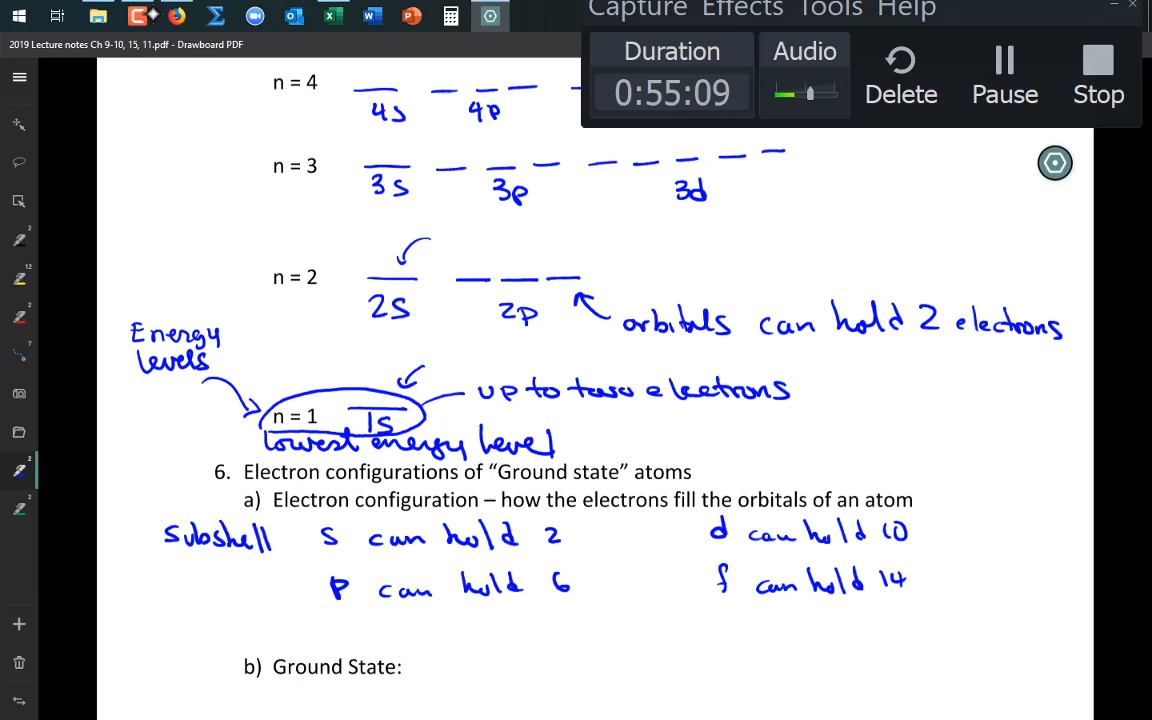 Capture Effects Tools Help
2019 Lecture notes Ch 9-10, 15, 11.pdf - Drawboard PDF
Duration
0:55:09
Audio
Delete
Pause
Stop
n = 4
4s 4p
n = 3
3s 3p 3d
n = 2
2s 2p
orbitals can hold 2 electrons
Energy
levels
up to two electrons
n = 1 1s
lowest energy level
6. Electron configurations of “Ground state” atoms
a) Electron configuration – how the electrons fill the orbitals of an atom
Subshell s can hold 2 d can hold 10
p can hold 6 f can hold 14
b) Ground State: